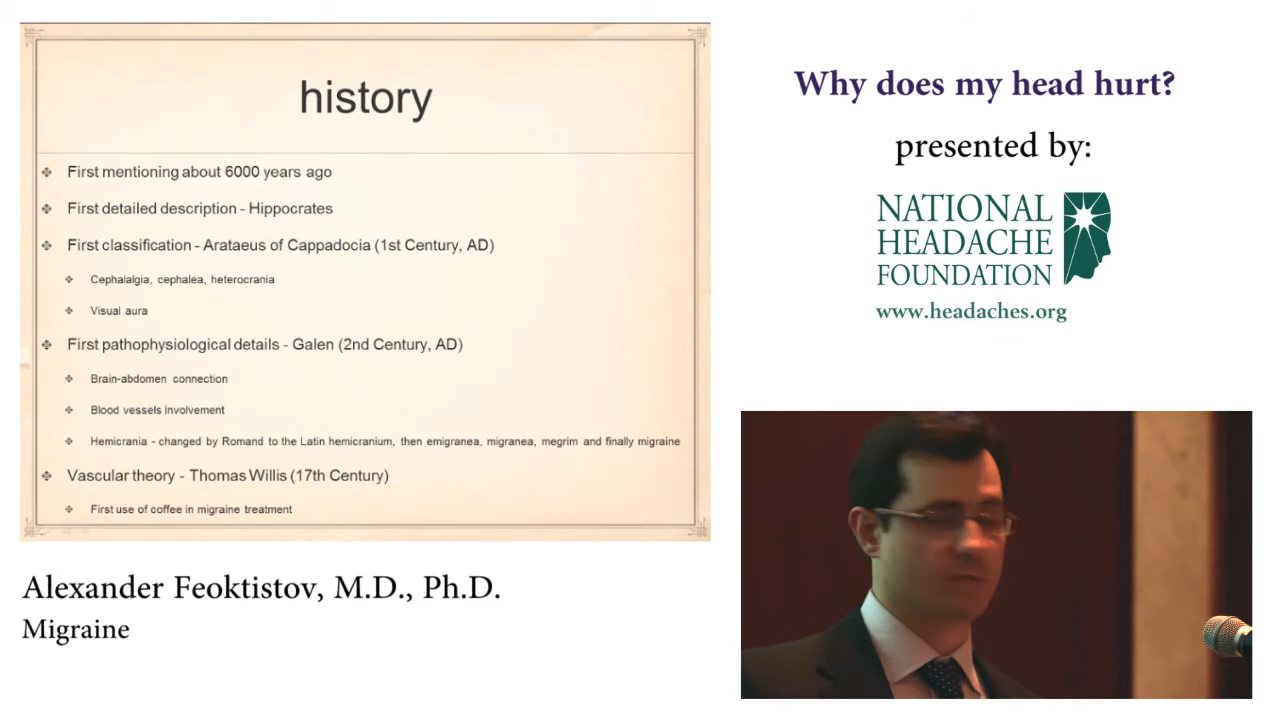 history
First mentioning about 6000 years ago
First detailed description - Hippocrates
First classification - Arataeus of Cappadocia (1st Century, AD)
Cephalalgia, cephalea, heterocrania
Visual aura
First pathophysiological details - Galen (2nd Century, AD)
Brain-abdomen connection
Blood vessels involvement
Hemicrania - changed by Romand to the Latin hemicranium, then emigranea, migranea, megrim and finally migraine
Vascular theory - Thomas Willis (17th Century)
First use of coffee in migraine treatment
Alexander Feoktistov, M.D., Ph.D.
Migraine
Why does my head hurt?
presented by:
NATIONAL
HEADACHE
FOUNDATION
www.headaches.org